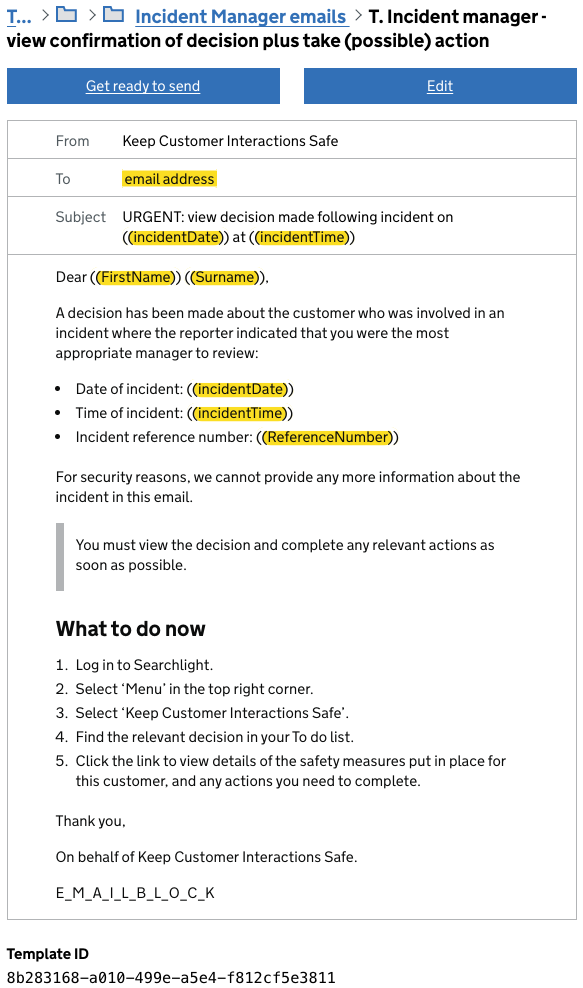 T... > > Incident Manager emails > T. Incident manager -
view confirmation of decision plus take (possible) action
Get ready to send
Edit
From Keep Customer Interactions Safe
To email address
Subject URGENT: view decision made following incident on
((incidentDate)) at ((incidentTime))
Dear ((FirstName)) ((Surname)),
A decision has been made about the customer who was involved in an
incident where the reporter indicated that you were the most
appropriate manager to review:
• Date of incident: ((incidentDate))
• Time of incident: ((incidentTime))
• Incident reference number: ((ReferenceNumber))
For security reasons, we cannot provide any more information about the
incident in this email.
You must view the decision and complete any relevant actions as
soon as possible.
What to do now
1. Log in to Searchlight.
2. Select ‘Menu’ in the top right corner.
3. Select ‘Keep Customer Interactions Safe’.
4. Find the relevant decision in your To do list.
5. Click the link to view details of the safety measures put in place for
this customer, and any actions you need to complete.
Thank you,
On behalf of Keep Customer Interactions Safe.
E_M_A_I_L_B_L_O_C_K
Template ID
8b283168-a010-499e-a5e4-f812cf5e3811